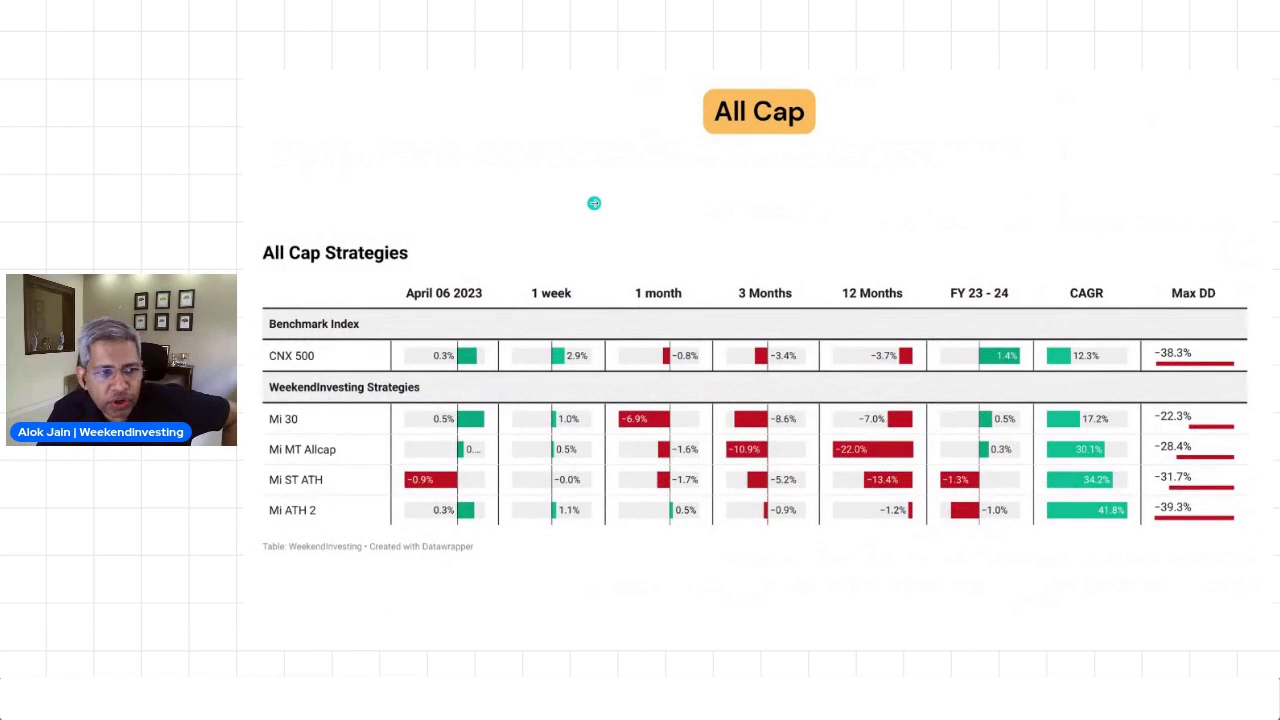 All Cap
All Cap Strategies
April 06 2023 1 week 1 month 3 Months 12 Months FY 23 - 24 CAGR Max DD
Benchmark Index
CNX 500 0.3% 2.9% −0.8% −3.4% −3.7% 1.4% 12.3% −38.3%
WeekendInvesting Strategies
Mi 30 0.5% 1.0% −6.9% −8.6% −7.0% 0.5% 17.2% −22.3%
Mi MT Allcap 0... 0.5% −1.6% −10.9% −22.0% 0.3% 30.1% −28.4%
Mi ST ATH −0.9% −0.0% −1.7% −5.2% −13.4% −1.3% 34.2% −31.7%
Mi ATH 2 0.3% 1.1% 0.5% −0.9% −1.2% −1.0% 41.8% −39.3%
Table: WeekendInvesting • Created with Datawrapper
Alok Jain | Weekendinvesting